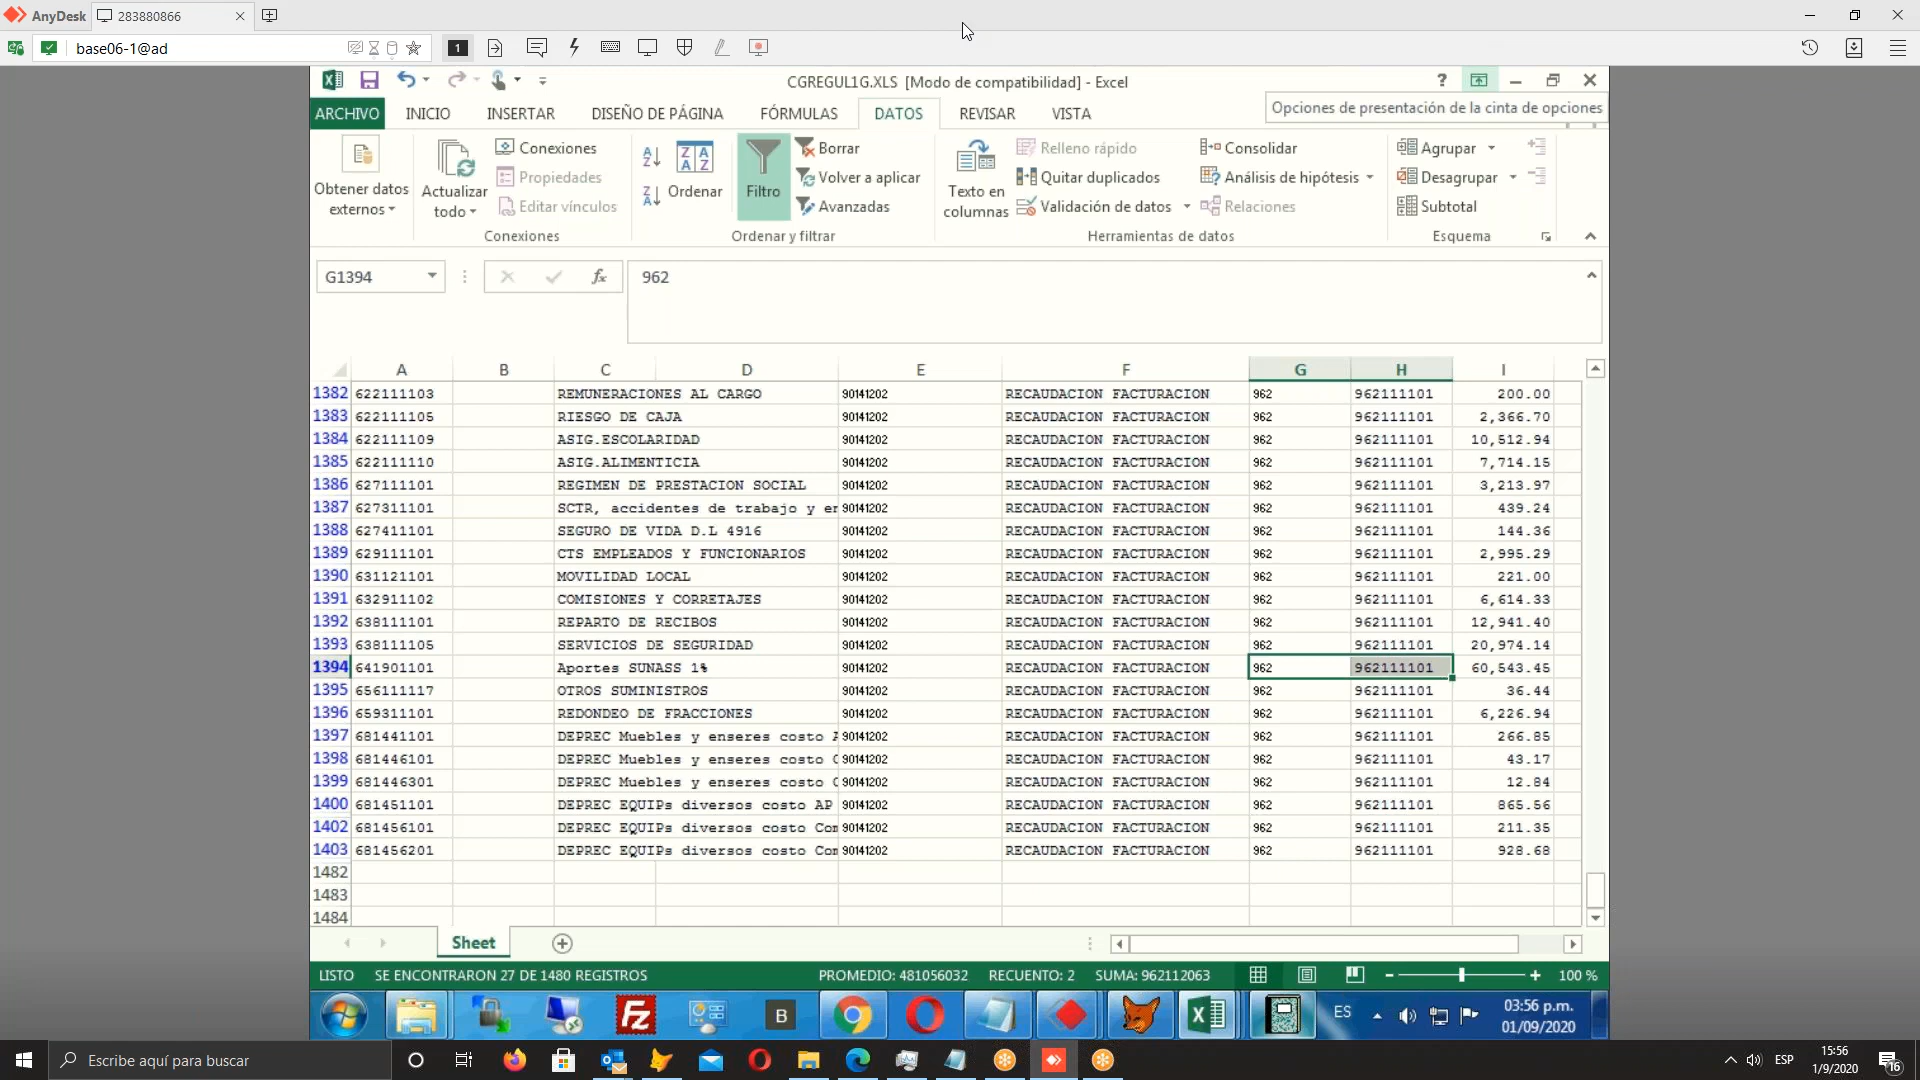 AnyDesk 283880866
base06-1@ad 1
CGREGUL1G.XLS [Modo de compatibilidad] - Excel
ARCHIVO INICIO INSERTAR DISEÑO DE PÁGINA FÓRMULAS DATOS REVISAR VISTA
Opciones de presentación de la cinta de opciones
Obtener datos externos
Actualizar todo
Conexiones
Propiedades
Editar vínculos
Conexiones
Ordenar
Filtro
Borrar
Volver a aplicar
Avanzadas
Ordenar y filtrar
Texto en columnas
Relleno rápido
Quitar duplicados
Validación de datos
Consolidar
Análisis de hipótesis
Relaciones
Herramientas de datos
Agrupar
Desagrupar
Subtotal
Esquema
G1394 fx 962
A B C D E F G H I
1382 622111103 REMUNERACIONES AL CARGO 90141202 RECAUDACION FACTURACION 962 962111101 200.00
1383 622111105 RIESGO DE CAJA 90141202 RECAUDACION FACTURACION 962 962111101 2,366.70
1384 622111109 ASIG.ESCOLARIDAD 90141202 RECAUDACION FACTURACION 962 962111101 10,512.94
1385 622111110 ASIG.ALIMENTICIA 90141202 RECAUDACION FACTURACION 962 962111101 7,714.15
1386 627111101 REGIMEN DE PRESTACION SOCIAL 90141202 RECAUDACION FACTURACION 962 962111101 3,213.97
1387 627311101 SCTR, accidentes de trabajo y er 90141202 RECAUDACION FACTURACION 962 962111101 439.24
1388 627411101 SEGURO DE VIDA D.L 4916 90141202 RECAUDACION FACTURACION 962 962111101 144.36
1389 629111101 CTS EMPLEADOS Y FUNCIONARIOS 90141202 RECAUDACION FACTURACION 962 962111101 2,995.29
1390 631121101 MOVILIDAD LOCAL 90141202 RECAUDACION FACTURACION 962 962111101 221.00
1391 632911102 COMISIONES Y CORRETAJES 90141202 RECAUDACION FACTURACION 962 962111101 6,614.33
1392 638111101 REPARTO DE RECIBOS 90141202 RECAUDACION FACTURACION 962 962111101 12,941.40
1393 638111105 SERVICIOS DE SEGURIDAD 90141202 RECAUDACION FACTURACION 962 962111101 20,974.14
1394 641901101 Aportes SUNASS 1% 90141202 RECAUDACION FACTURACION 962 962111101 60,543.45
1395 656111117 OTROS SUMINISTROS 90141202 RECAUDACION FACTURACION 962 962111101 36.44
1396 659311101 REDONDEO DE FRACCIONES 90141202 RECAUDACION FACTURACION 962 962111101 6,226.94
1397 681441101 DEPREC Muebles y enseres costo A 90141202 RECAUDACION FACTURACION 962 962111101 266.85
1398 681446101 DEPREC Muebles y enseres costo C 90141202 RECAUDACION FACTURACION 962 962111101 43.17
1399 681446301 DEPREC Muebles y enseres costo C 90141202 RECAUDACION FACTURACION 962 962111101 12.84
1400 681451101 DEPREC EQUIPs diversos costo AP 90141202 RECAUDACION FACTURACION 962 962111101 865.56
1402 681456101 DEPREC EQUIPs diversos costo Com 90141202 RECAUDACION FACTURACION 962 962111101 211.35
1403 681456201 DEPREC EQUIPs diversos costo Com 90141202 RECAUDACION FACTURACION 962 962111101 928.68
1482
1483
1484
Sheet
LISTO SE ENCONTRARON 27 DE 1480 REGISTROS PROMEDIO: 481056032 RECUENTO: 2 SUMA: 962112063 100 %
Fz B ES 03:56 p.m.
01/09/2020
Escribe aquí para buscar ESP 15:56
1/9/2020 16